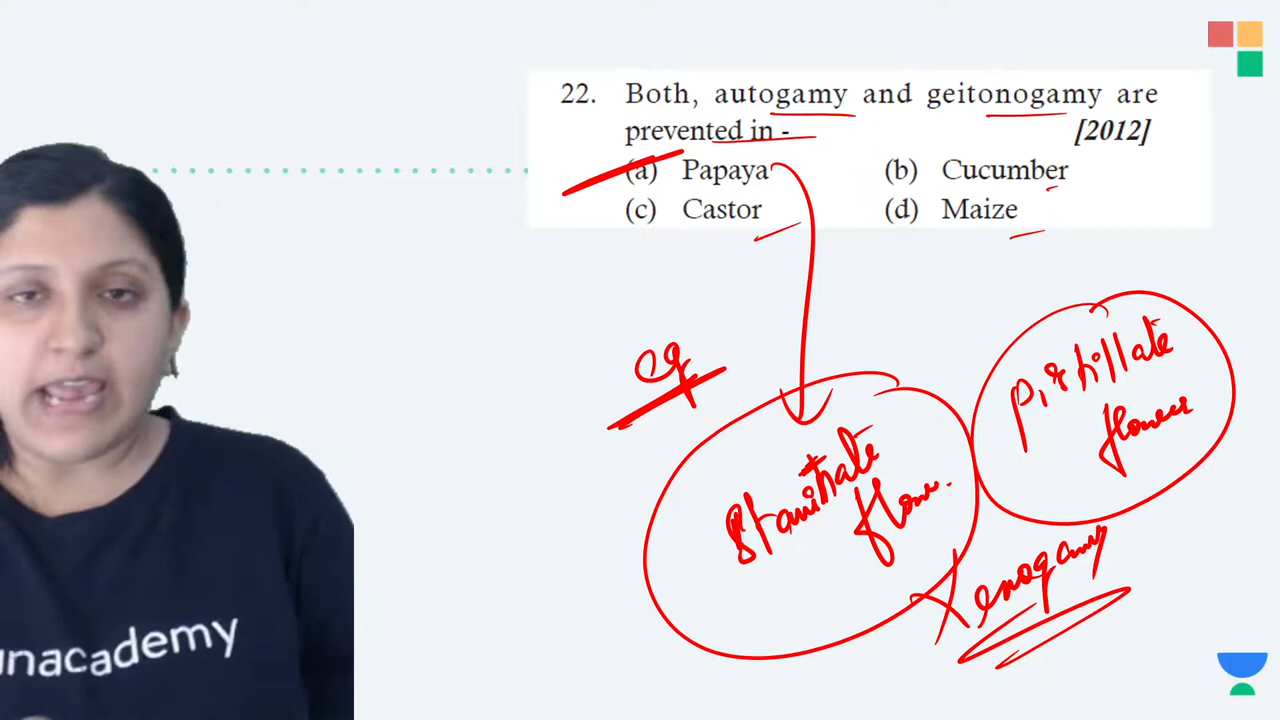 22. Both, autogamy and geitonogamy are
prevented in - [2012]
(a) Papaya (b) Cucumber
(c) Castor (d) Maize
eg
pistillate
flower
flower.
Xenogamy
unacademy